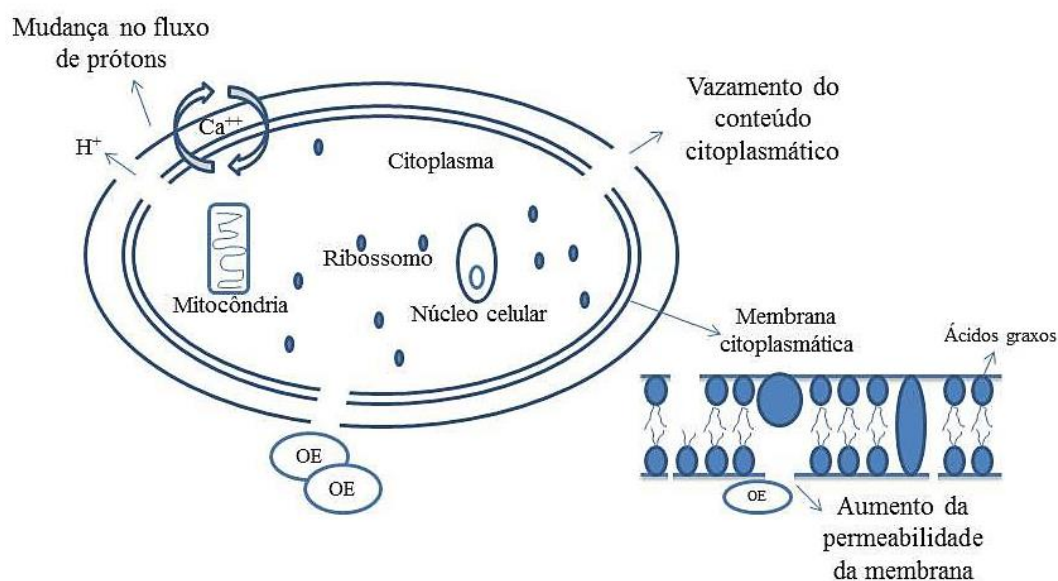 Mudança no fluxo
de prótons
Vazamento do
conteúdo
citoplasmático
Ca++
H+
Citoplasma
Ribossomo
Mitocôndria
Núcleo celular
Membrana
citoplasmática
Ácidos graxos
OE
OE
OE
Aumento da
permeabilidade
da membrana